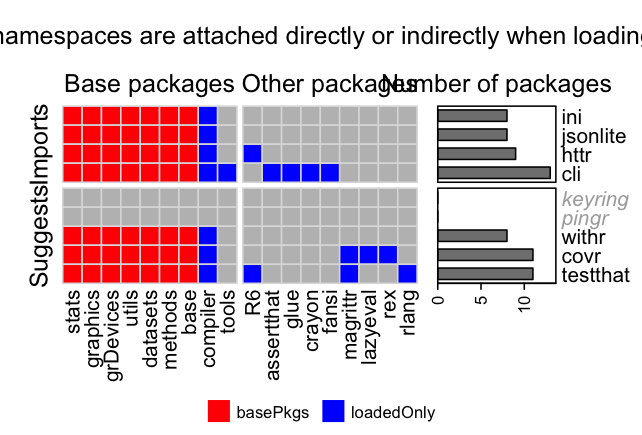 namespaces are attached directly or indirectly when loading
Base packages Other packages Number of packages
Imports
Suggests
ini
jsonlite
httr
cli
keyring
pingr
withr
covr
testthat
0 5 10
stats
graphics
grDevices
utils
datasets
methods
base
compiler
tools
R6
assertthat
glue
crayon
fansi
magrittr
lazyeval
rex
rlang
basePkgs loadedOnly